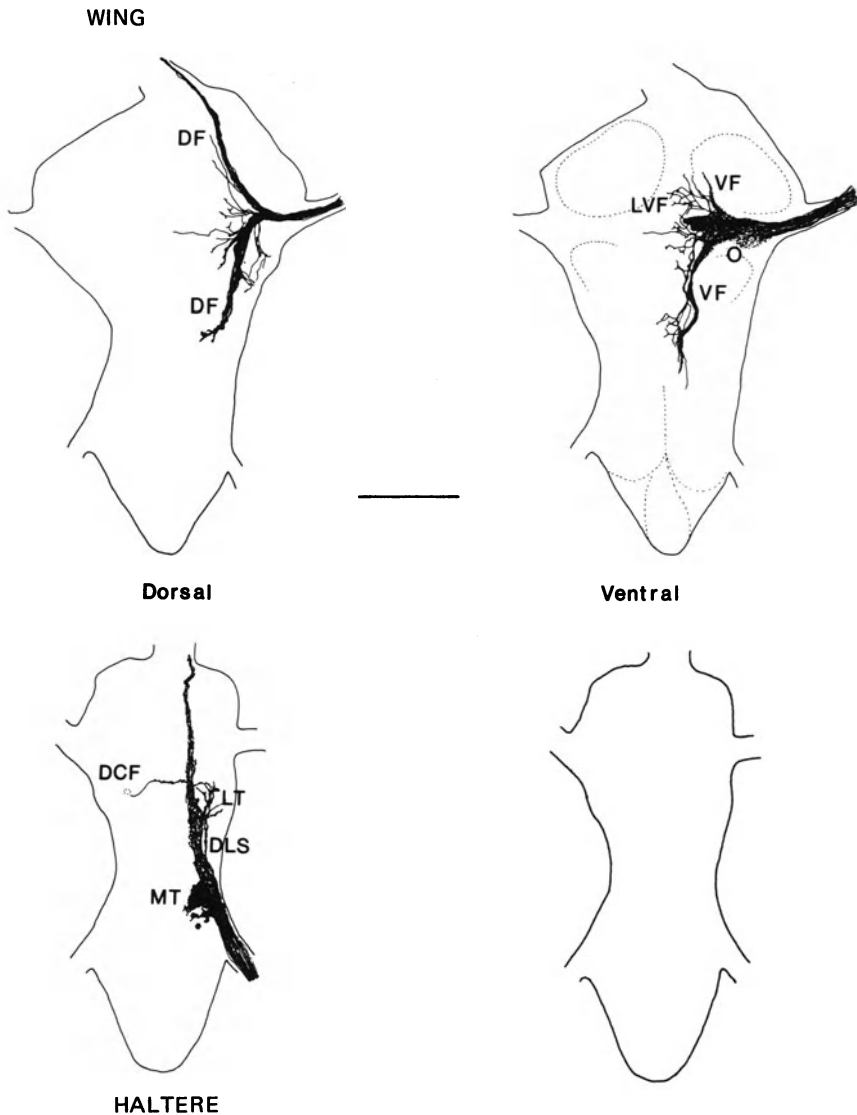 WING
DF
DF
VF
LVF
O
VF
Dorsal
Ventral
DCF
LT
DLS
MT
HALTERE